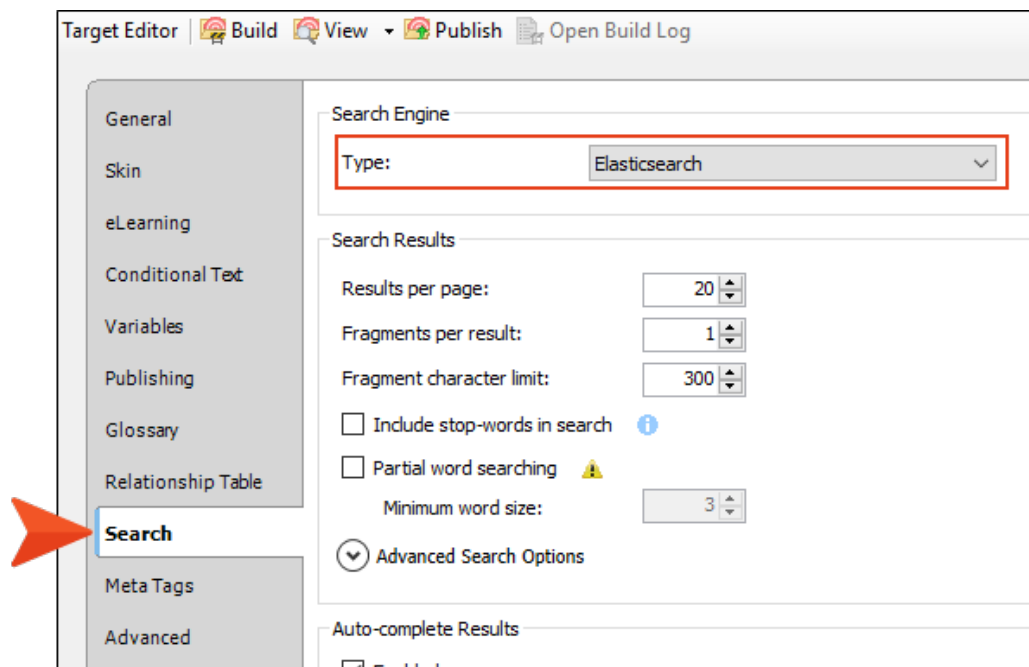 Target Editor Build View Publish Open Build Log
General
Skin
eLearning
Conditional Text
Variables
Publishing
Glossary
Relationship Table
Search
Meta Tags
Advanced
Search Engine
Type: Elasticsearch
Search Results
Results per page: 20
Fragments per result: 1
Fragment character limit: 300
Include stop-words in search
Partial word searching
Minimum word size: 3
Advanced Search Options
Auto-complete Results